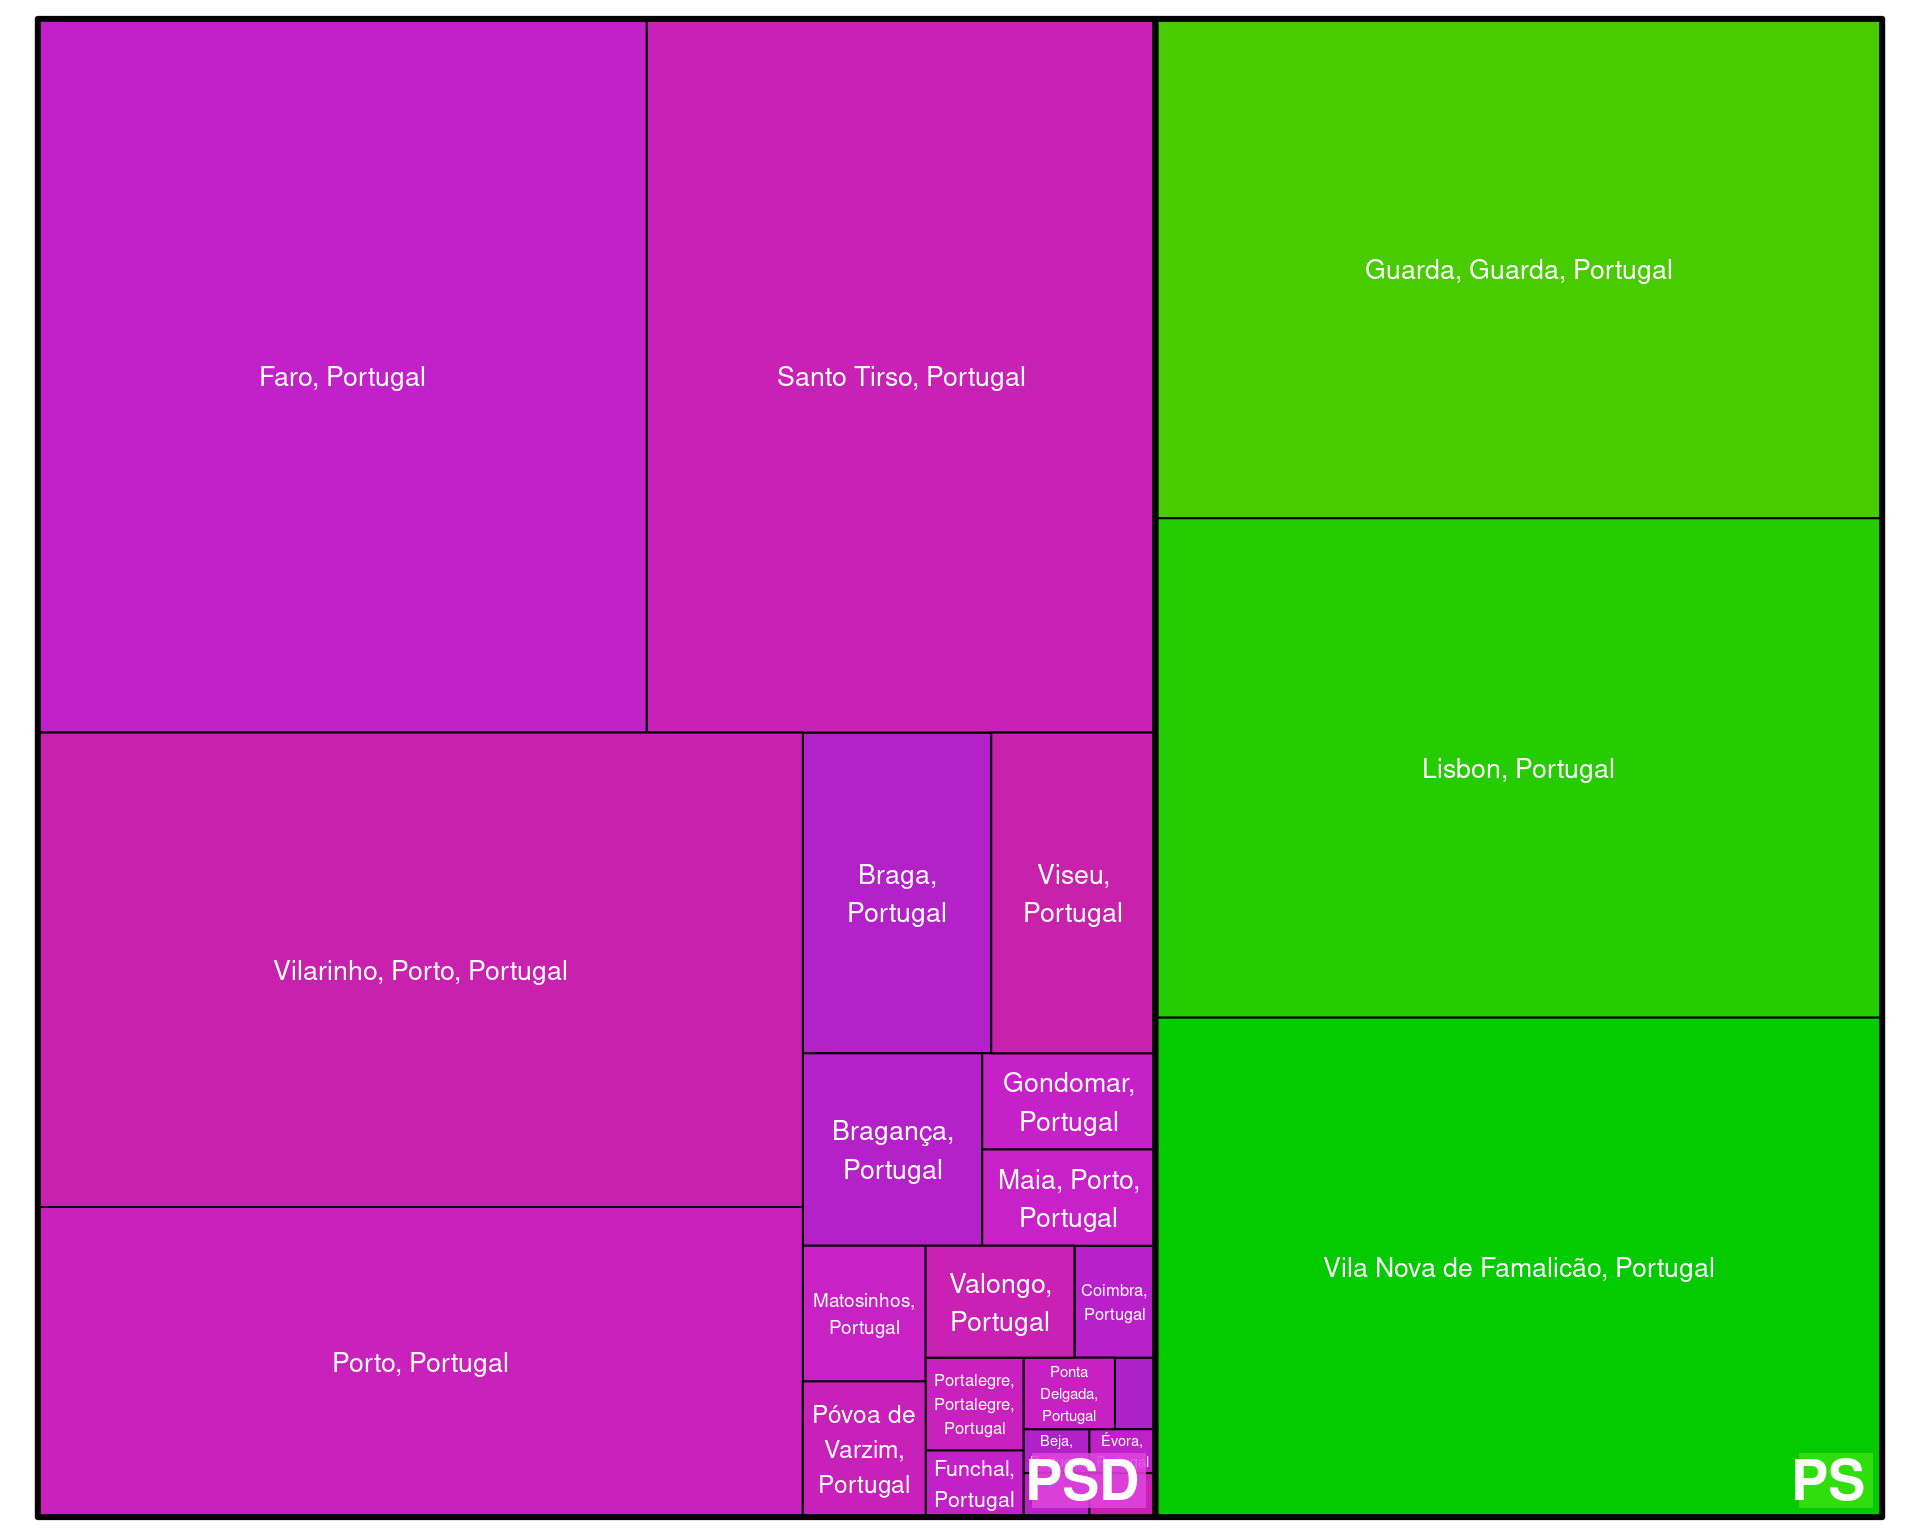 Faro, Portugal
Santo Tirso, Portugal
Guarda, Guarda, Portugal
Lisbon, Portugal
Vilarinho, Porto, Portugal
Braga,
Portugal
Viseu,
Portugal
Bragança,
Portugal
Gondomar,
Portugal
Maia, Porto,
Portugal
Porto, Portugal
Matosinhos,
Portugal
Valongo,
Portugal
Coimbra,
Portugal
Póvoa de
Varzim,
Portugal
Portalegre,
Portalegre,
Portugal
Ponta
Delgada,
Portugal
Funchal,
Portugal
Beja,
Évora,
PSD
Vila Nova de Famalicão, Portugal
PS